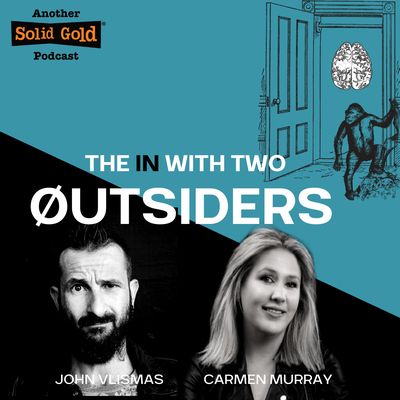 Another
Solid Gold®
Podcast
THE IN WITH TWO
ØUTSIDERS
JOHN VLISMAS
CARMEN MURRAY